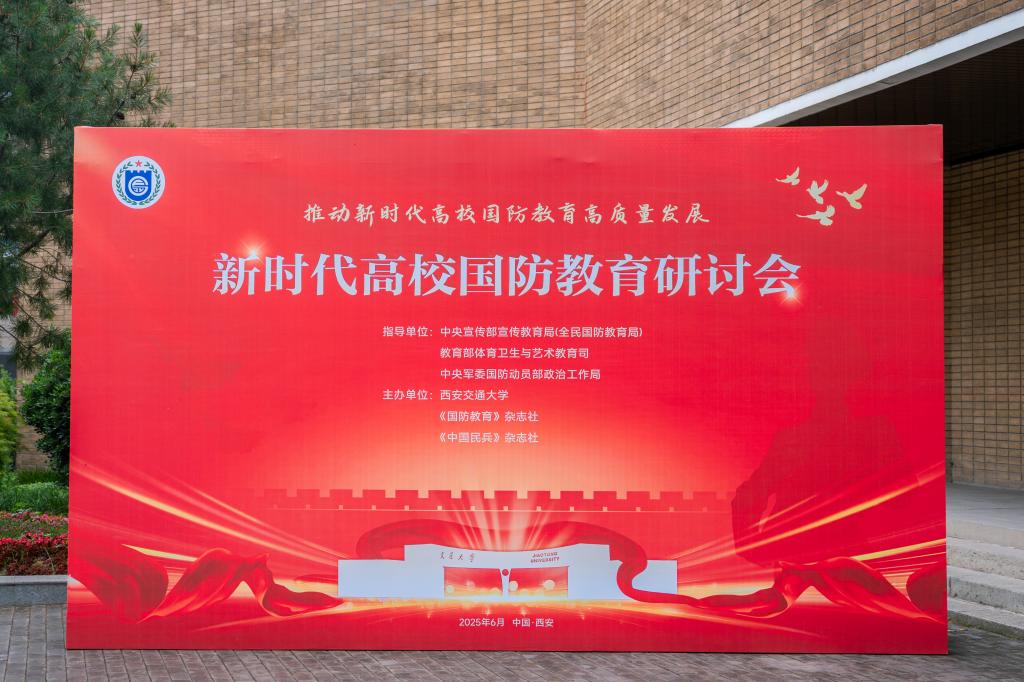 推动新时代高校国防教育高质量发展
新时代高校国防教育研讨会
指导单位：中央宣传部宣传教育局(全民国防教育局)
教育部体育卫生与艺术教育司
中央军委国防动员部政治工作局
主办单位：西安交通大学
《国防教育》杂志社
《中国民兵》杂志社
交通大学 JIAOTONG
UNIVERSITY
2025年6月 中国·西安